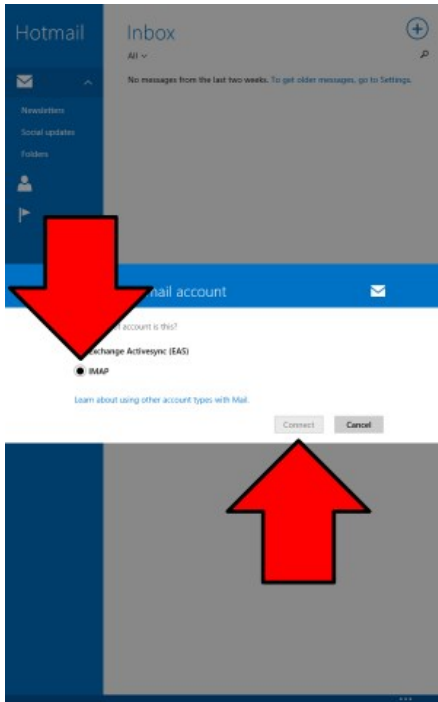 Hotmail
Inbox
All
No messages from the last two weeks. To get older messages, go to Settings.
Newsletters
Social updates
Folders
account
account is this?
Exchange Activesync (EAS)
IMAP
Learn about using other account types with Mail.
Connect
Cancel